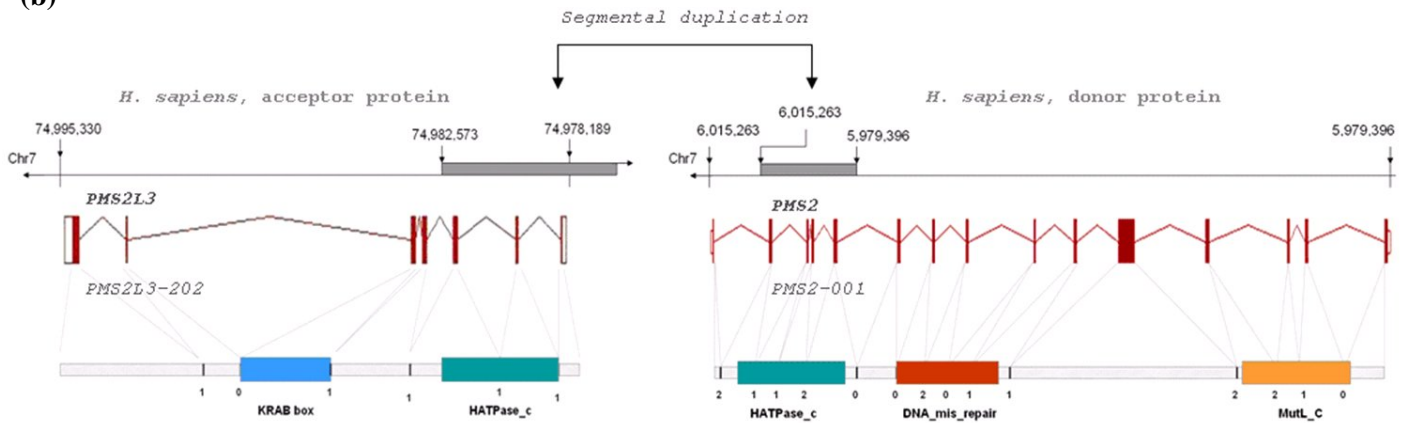 (b)
Segmental duplication
H. sapiens, acceptor protein
H. sapiens, donor protein
74,995,330
74,982,573
74,978,189
Chr7
6,015,263
6,015,263
5,979,396
5,979,396
Chr7
PMS2L3
PMS2
PMS2L3-202
PMS2-001
1 0 1 1 1 1
KRAB box HATPase_c
2 1 1 2 0 0 2 0 1 1 2 2 1 0
HATPase_c DNA_mis_repair MutL_C